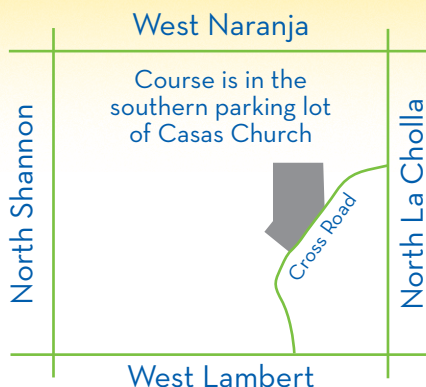 West Naranja
Course is in the
southern parking lot
of Casas Church
North Shannon
North La Cholla
Cross Road
West Lambert